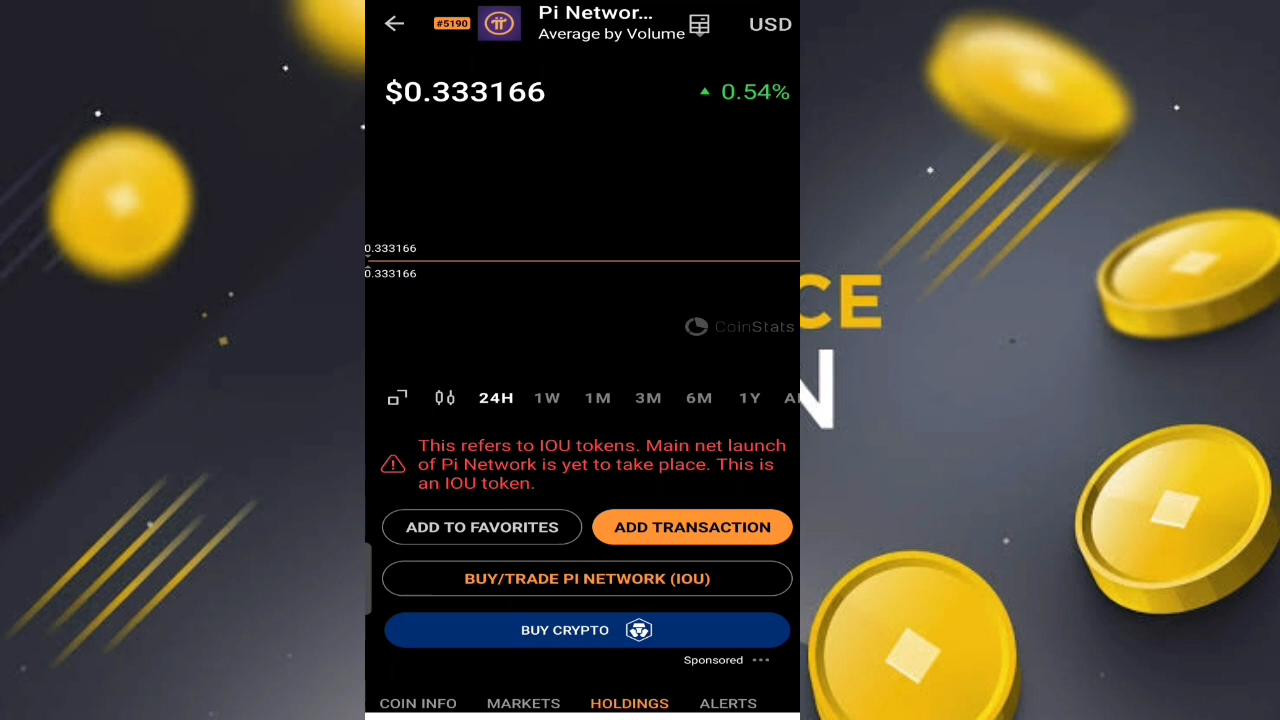 #5190
Pi Networ...
Average by Volume
USD
$0.333166
0.54%
0.333166
0.333166
CoinStats
24H 1W 1M 3M 6M 1Y
This refers to IOU tokens. Main net launch
of Pi Network is yet to take place. This is
an IOU token.
ADD TO FAVORITES
ADD TRANSACTION
BUY/TRADE PI NETWORK (IOU)
BUY CRYPTO
Sponsored
COIN INFO MARKETS HOLDINGS ALERTS